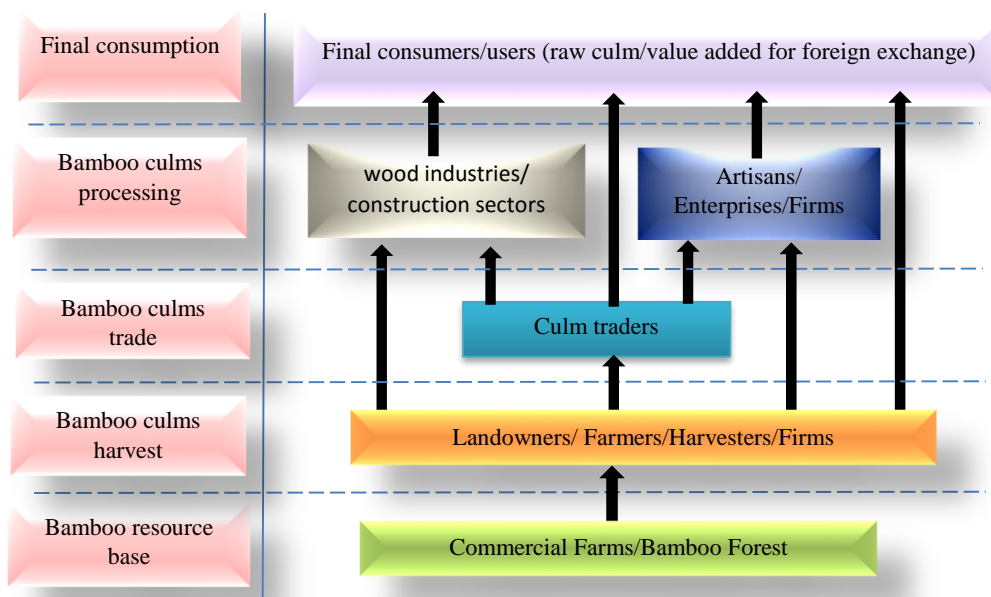 Final consumption
Final consumers/users (raw culm/value added for foreign exchange)
Bamboo culms
processing
wood industries/
construction sectors
Artisans/
Enterprises/Firms
Bamboo culms
trade
Culm traders
Bamboo culms
harvest
Landowners/ Farmers/Harvesters/Firms
Bamboo resource
base
Commercial Farms/Bamboo Forest